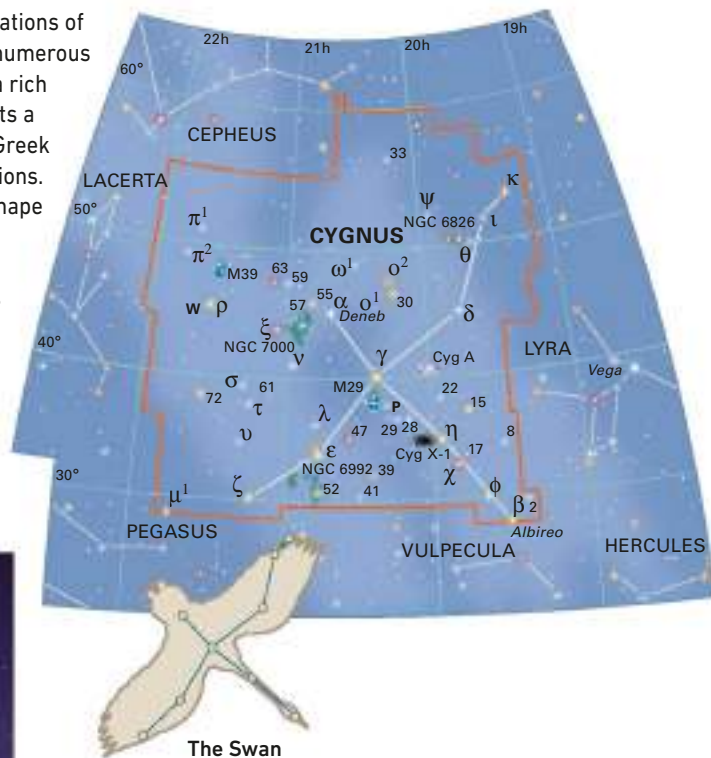 ations of
numerous
rich
ts a
Greek
ions.
hape
22h
21h
20h
19h
60°
CEPHEUS
33
LACERTA
κ
ψ
50°
π¹
NGC 6826
ι
CYGNUS
θ
π²
M39
63
59
ω¹
ο²
30
55
α
ο¹
W
ρ
57
Deneb
δ
ξ
NGC 7000
40°
ν
γ
Cyg A
LYRA
Vega
σ
61
M29
22
72
τ
λ
P
15
υ
47
29
28
η
8
ε
Cyg X-1
17
30°
NGC 6992
39
χ
ζ
52
41
φ
μ¹
β
2
PEGASUS
Albireo
VULPECULA
HERCULES
The Swan